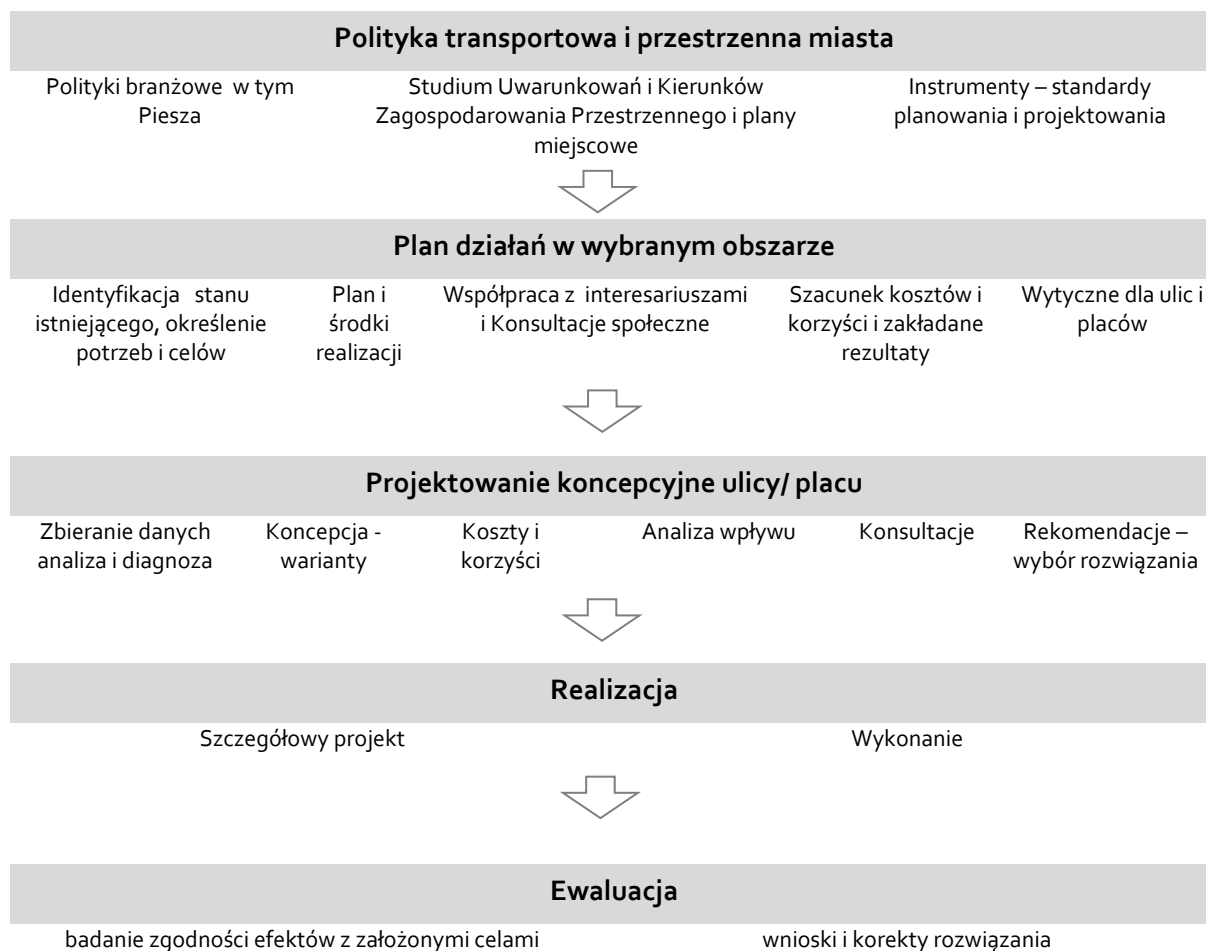 Polityka transportowa i przestrzenna miasta
Polityki branżowe w tym
Piesza
Studium Uwarunkowań i Kierunków
Zagospodarowania Przestrzennego i plany
miejscowe
Instrumenty – standardy
planowania i projektowania
Plan działań w wybranym obszarze
Identyfikacja stanu
istniejącego, określenie
potrzeb i celów
Plan i
środki
realizacji
Współpraca z interesariuszami
i Konsultacje społeczne
Szacunek kosztów i
korzyści i zakładane
rezultaty
Wytyczne dla ulic i
placów
Projektowanie koncepcyjne ulicy/ placu
Zbieranie danych
analiza i diagnoza
Koncepcja -
warianty
Koszty i
korzyści
Analiza wpływu
Konsultacje
Rekomendacje –
wybór rozwiązania
Realizacja
Szczegółowy projekt
Wykonanie
Ewaluacja
badanie zgodności efektów z założonymi celami
wnioski i korekty rozwiązania